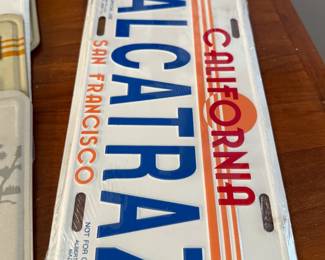 CALIFORNIA
ALCATRAZ
SAN FRANCISCO
NOT FOR